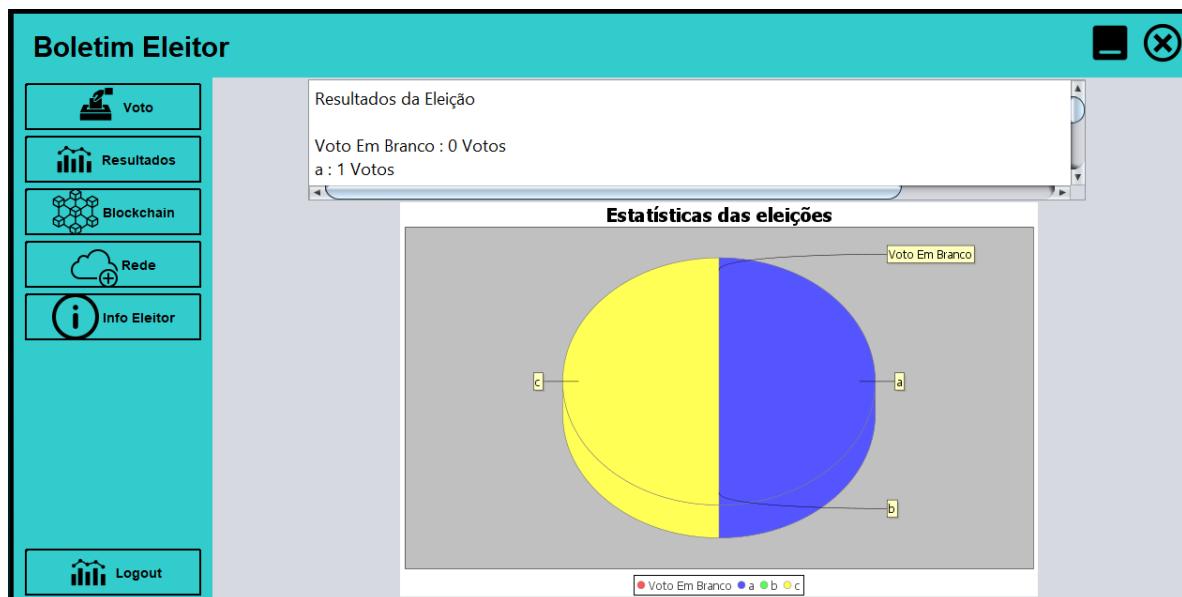 Boletim Eleitor
Voto
Resultados
Blockchain
Rede
Info Eleitor
Logout
Resultados da Eleição
Voto Em Branco : 0 Votos
a : 1 Votos
Estatísticas das eleições
Voto Em Branco
c
a
b
Voto Em Branco a b c